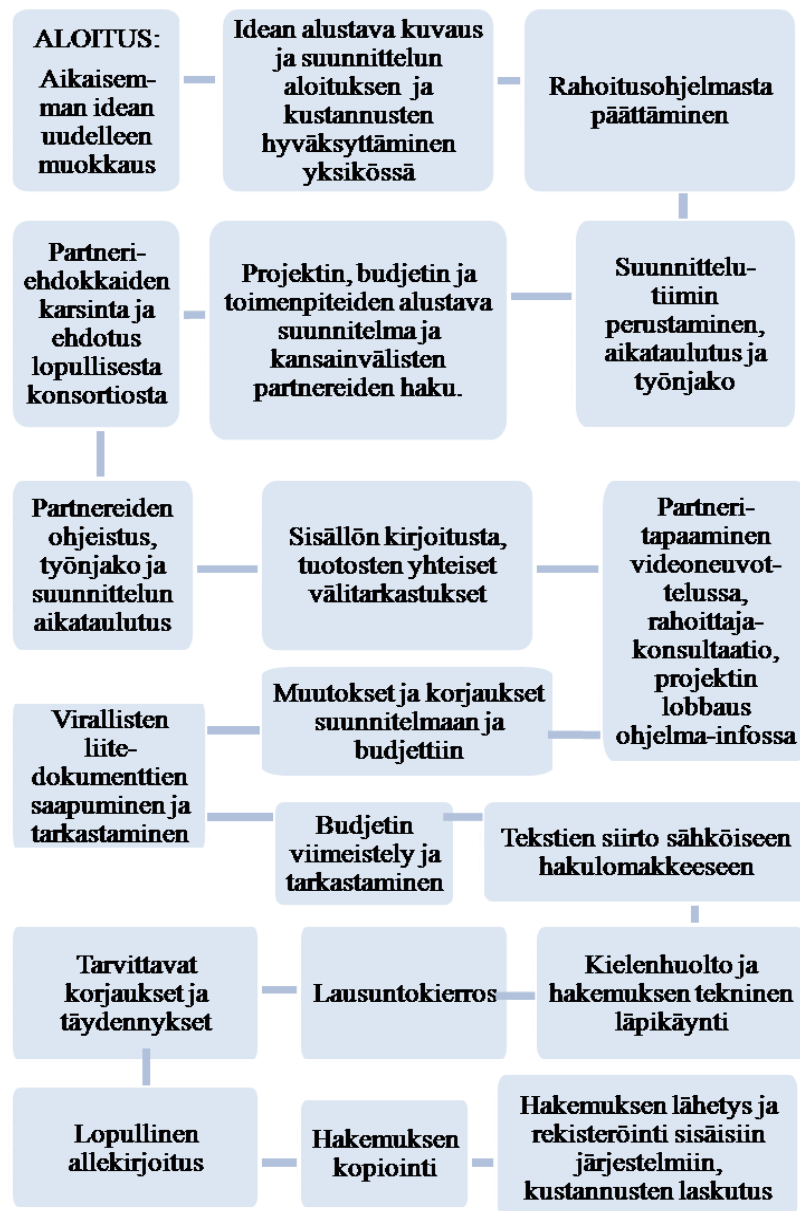 ALOITUS:
Aikaisem-
man idean
uudelleen
muokkaus
Idean alustava kuvaus
ja suunnittelun
aloituksen ja
kustannusten
hyväksyttäminen
yksikössä
Rahoitusohjelmasta
päättäminen
Suunnittelu-
tiimin
perustaminen,
aikataulutus ja
työnjako
Projektin, budjetin ja
toimenpiteiden alustava
suunnitelma ja
kansainvälisten
partnereiden haku.
Partneri-
ehdokkaiden
karsinta ja
ehdotus
lopullisesta
konsortiosta
Partnereiden
ohjeistus,
työnjako ja
suunnittelun
aikataulutus
Sisällön kirjoitusta,
tuotosten yhteiset
välitarkastukset
Partneri-
tapaaminen
videoneuvot-
telussa,
rahoittaja-
konsultaatio,
projektin
lobbaus
ohjelma-infossa
Muutokset ja korjaukset
suunnitelmaan ja
budjettiin
Virallisten
liite-
dokumenttien
saapuminen ja
tarkastaminen
Budjetin
viimeistely ja
tarkastaminen
Tekstien siirto sähköiseen
hakulomakkeeseen
Kielenhuolto ja
hakemuksen tekninen
läpikäynti
Lausuntokierros
Tarvittavat
korjaukset ja
täydennykset
Lopullinen
allekirjoitus
Hakemuksen
kopiointi
Hakemuksen lähetys ja
rekisteröinti sisäisiin
järjestelmiin,
kustannusten laskutus